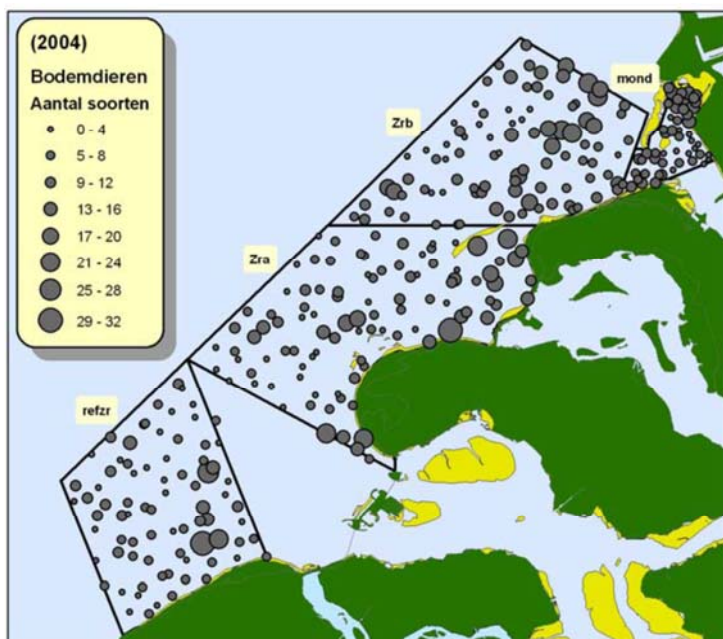 (2004)
Bodemdieren
Aantal soorten
0 - 4
5 - 8
9 - 12
13 - 16
17 - 20
21 - 24
25 - 28
29 - 32
mond
Zrb
Zra
refzr